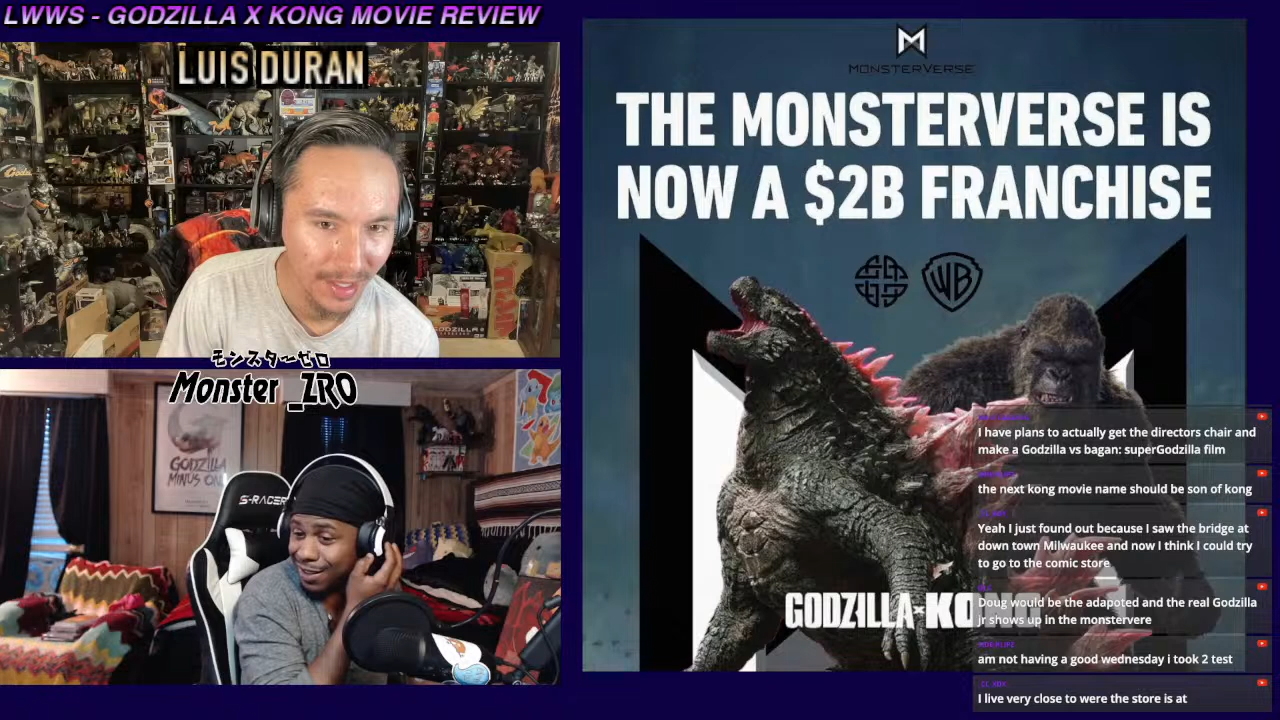 LWWS - GODZILLA X KONG MOVIE REVIEW
LUIS DURAN
モンスターゼロ
Monster _ZRO
GODZILLA
MINUS ON
S-RACER
MONSTERVERSE
THE MONSTERVERSE IS
NOW A $2B FRANCHISE
WB
GODZILLA x KO
I have plans to actually get the directors chair and
make a Godzilla vs bagan: superGodzilla film
the next kong movie name should be son of kong
Yeah I just found out because I saw the bridge at
down town Milwaukee and now I think I could try
to go to the comic store
Doug would be the adapoted and the real Godzilla
jr shows up in the monstervere
am not having a good wednesday i took 2 test
I live very close to were the store is at